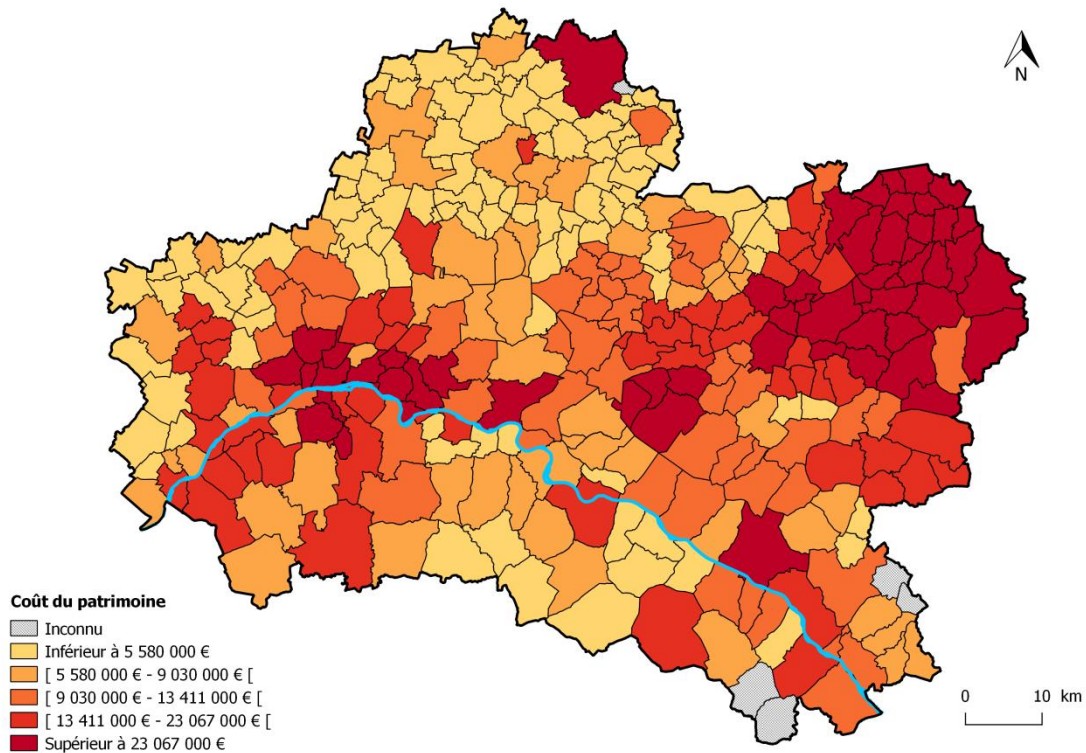 N
Coût du patrimoine
Inconnu
Inférieur à 5 580 000 €
[ 5 580 000 € - 9 030 000 € [
[ 9 030 000 € - 13 411 000 € [
[ 13 411 000 € - 23 067 000 € [
Supérieur à 23 067 000 €
0 10 km